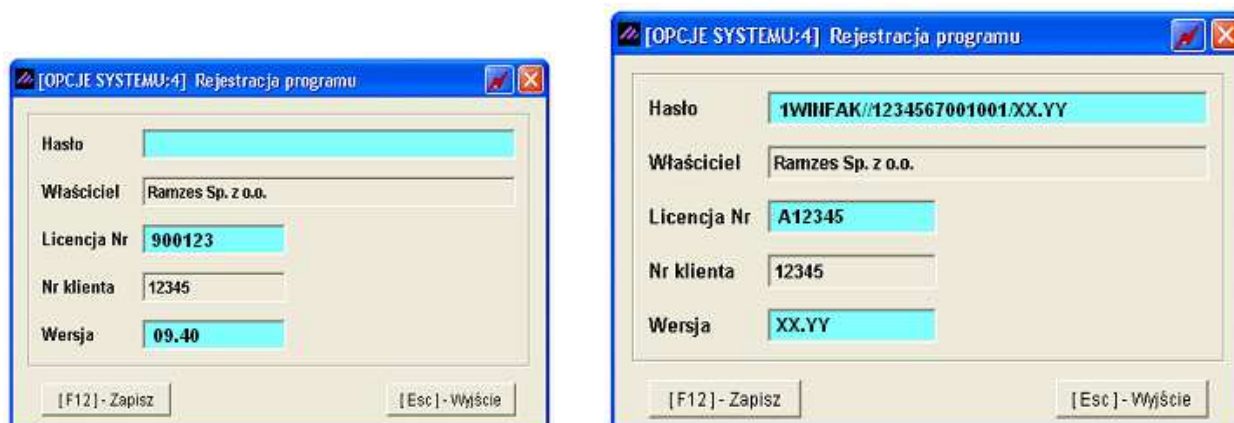 [OPCJE SYSTEMU:4] Rejestracja programu
Hasło
Właściciel Ramzes Sp. z o.o.
Licencja Nr 900123
Nr klienta 12345
Wersja 09.40
[F12] - Zapisz [Esc] - Wyjście
[OPCJE SYSTEMU:4] Rejestracja programu
Hasło 1WINFAK//1234567001001/XX.YY
Właściciel Ramzes Sp. z o.o.
Licencja Nr A12345
Nr klienta 12345
Wersja XX.YY
[F12] - Zapisz [Esc] - Wyjście